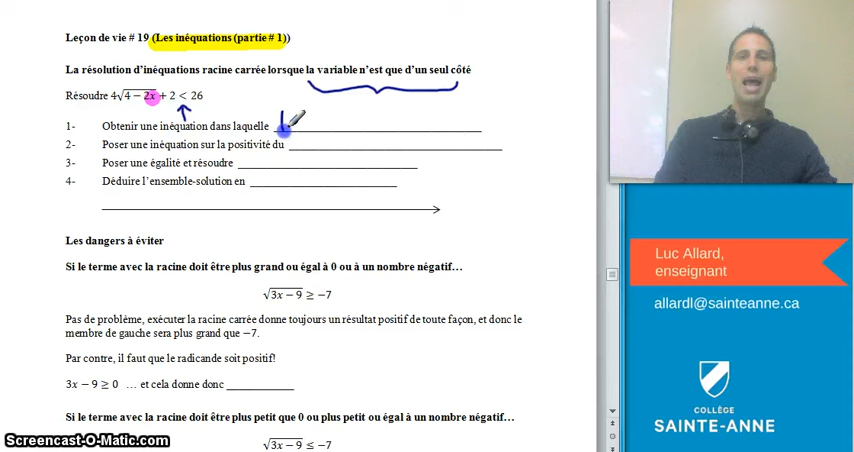 Leçon de vie # 19 (Les inéquations (partie # 1))
La résolution d'inéquations racine carrée lorsque la variable n'est que d'un seul côté
Résoudre 4√4 − 2x + 2 < 26
1- Obtenir une inéquation dans laquelle ____
2- Poser une inéquation sur la positivité du ____
3- Poser une égalité et résoudre ____
4- Déduire l'ensemble-solution en ____
Les dangers à éviter
Si le terme avec la racine doit être plus grand ou égal à 0 ou à un nombre négatif…
√3x − 9 ≥ −7
Pas de problème, exécuter la racine carrée donne toujours un résultat positif de toute façon, et donc le
membre de gauche sera plus grand que −7.
Par contre, il faut que le radicande soit positif!
3x − 9 ≥ 0 … et cela donne donc ____
Si le terme avec la racine doit être plus petit que 0 ou plus petit ou égal à un nombre négatif…
√3x − 9 ≤ −7
Luc Allard,
enseignant
allardl@sainteanne.ca
COLLÈGE
SAINTE-ANNE
Screencast-O-Matic.com